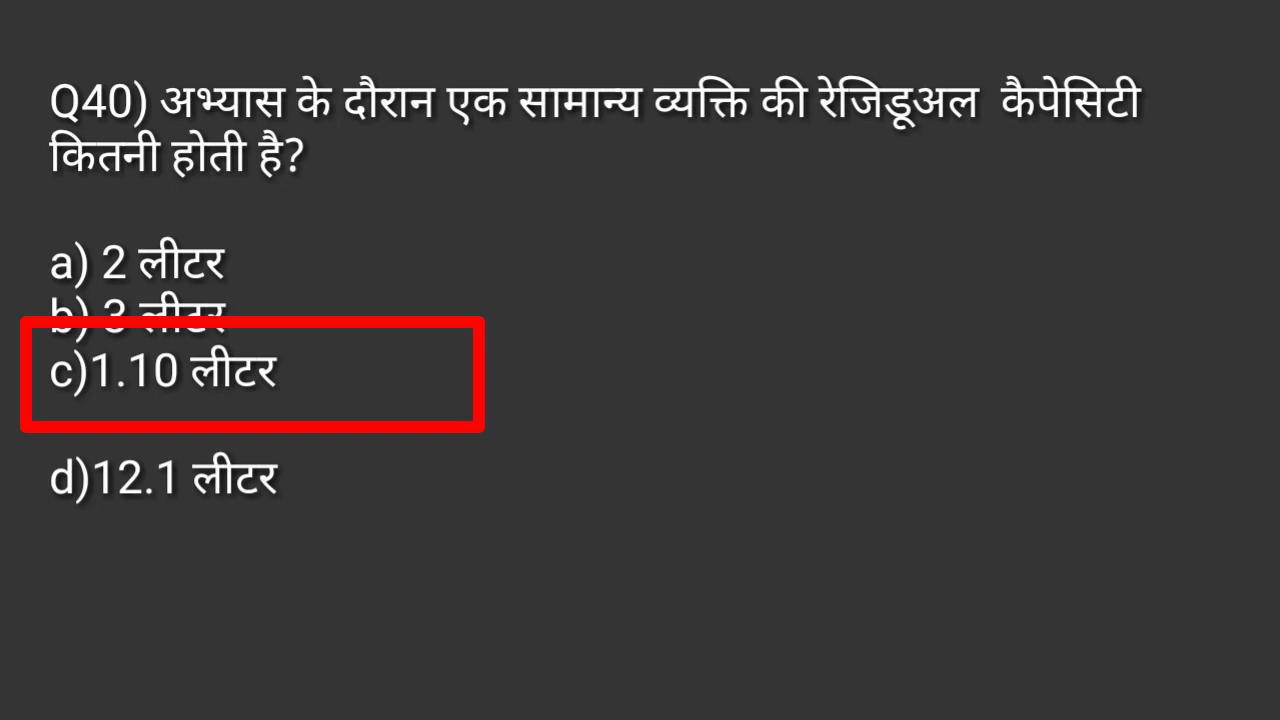 Q40) अभ्यास के दौरान एक सामान्य व्यक्ति की रेजिडूअल कैपेसिटी
कितनी होती है?
a) 2 लीटर
b) 3 लीटर
c)1.10 लीटर
d)12.1 लीटर